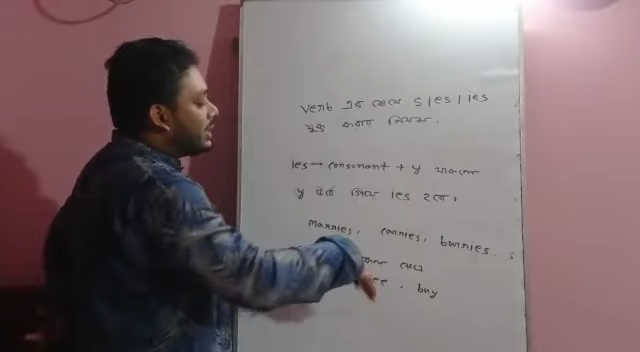 verb এর শেষে s/es/ies
যুক্ত করার নিয়ম.
ies → consonant + y থাকলে
y উঠে গিয়ে ies হবে,
marries, carries, burries. s
buy